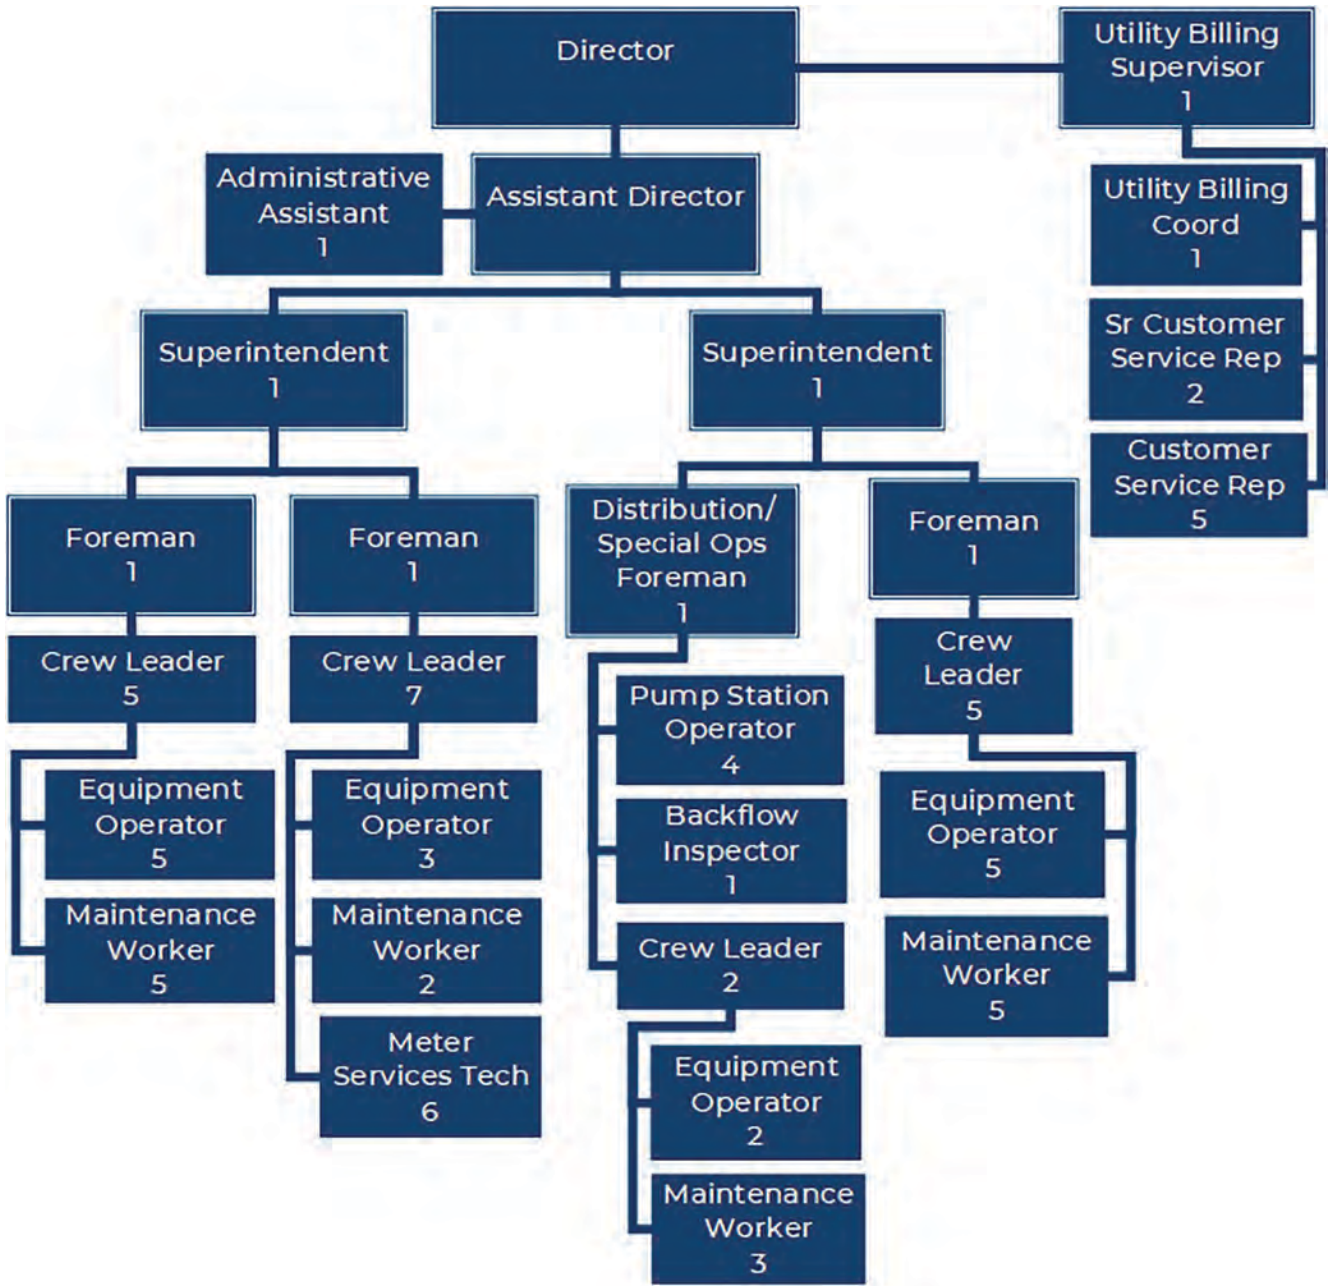 Director
Utility Billing
Supervisor
1
Administrative
Assistant
1
Assistant Director
Utility Billing
Coord
1
Sr Customer
Service Rep
2
Customer
Service Rep
5
Superintendent
1
Superintendent
1
Foreman
1
Foreman
1
Distribution/
Special Ops
Foreman
1
Foreman
1
Crew Leader
5
Equipment
Operator
5
Maintenance
Worker
5
Crew Leader
7
Equipment
Operator
3
Maintenance
Worker
2
Meter
Services Tech
6
Pump Station
Operator
4
Backflow
Inspector
1
Crew Leader
2
Equipment
Operator
2
Maintenance
Worker
3
Crew
Leader
5
Equipment
Operator
5
Maintenance
Worker
5